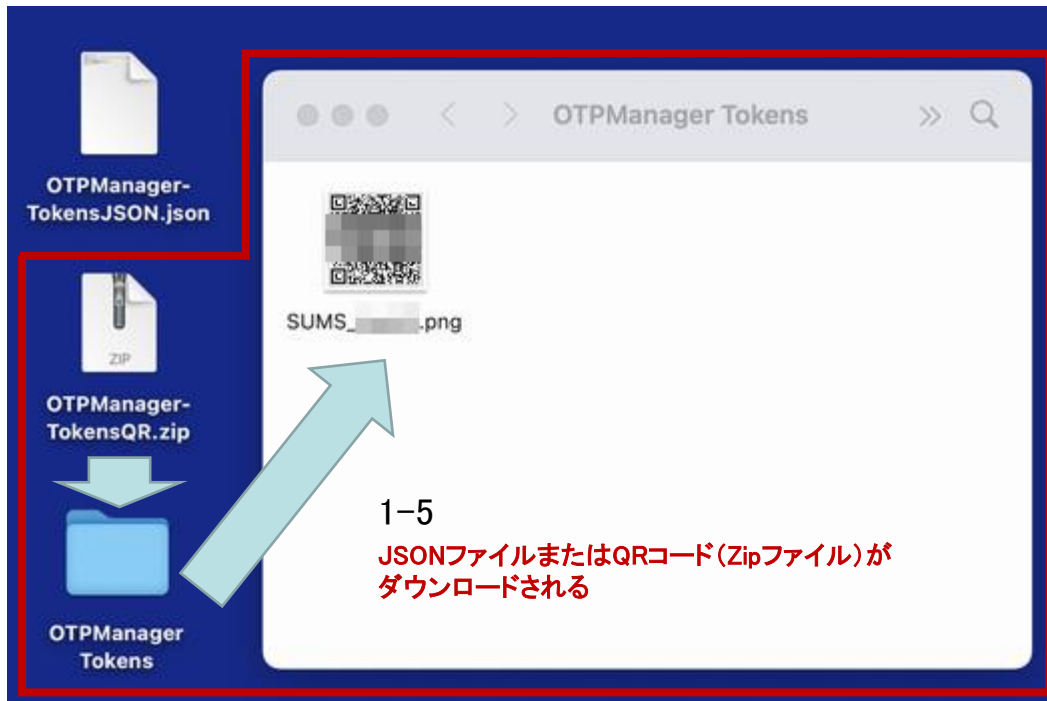 OTPManager-
TokensJSON.json
OTPManager Tokens
SUMS_ .png
ZIP
OTPManager-
TokensQR.zip
1-5
JSONファイルまたはQRコード(Zipファイル)が
ダウンロードされる
OTPManager
Tokens